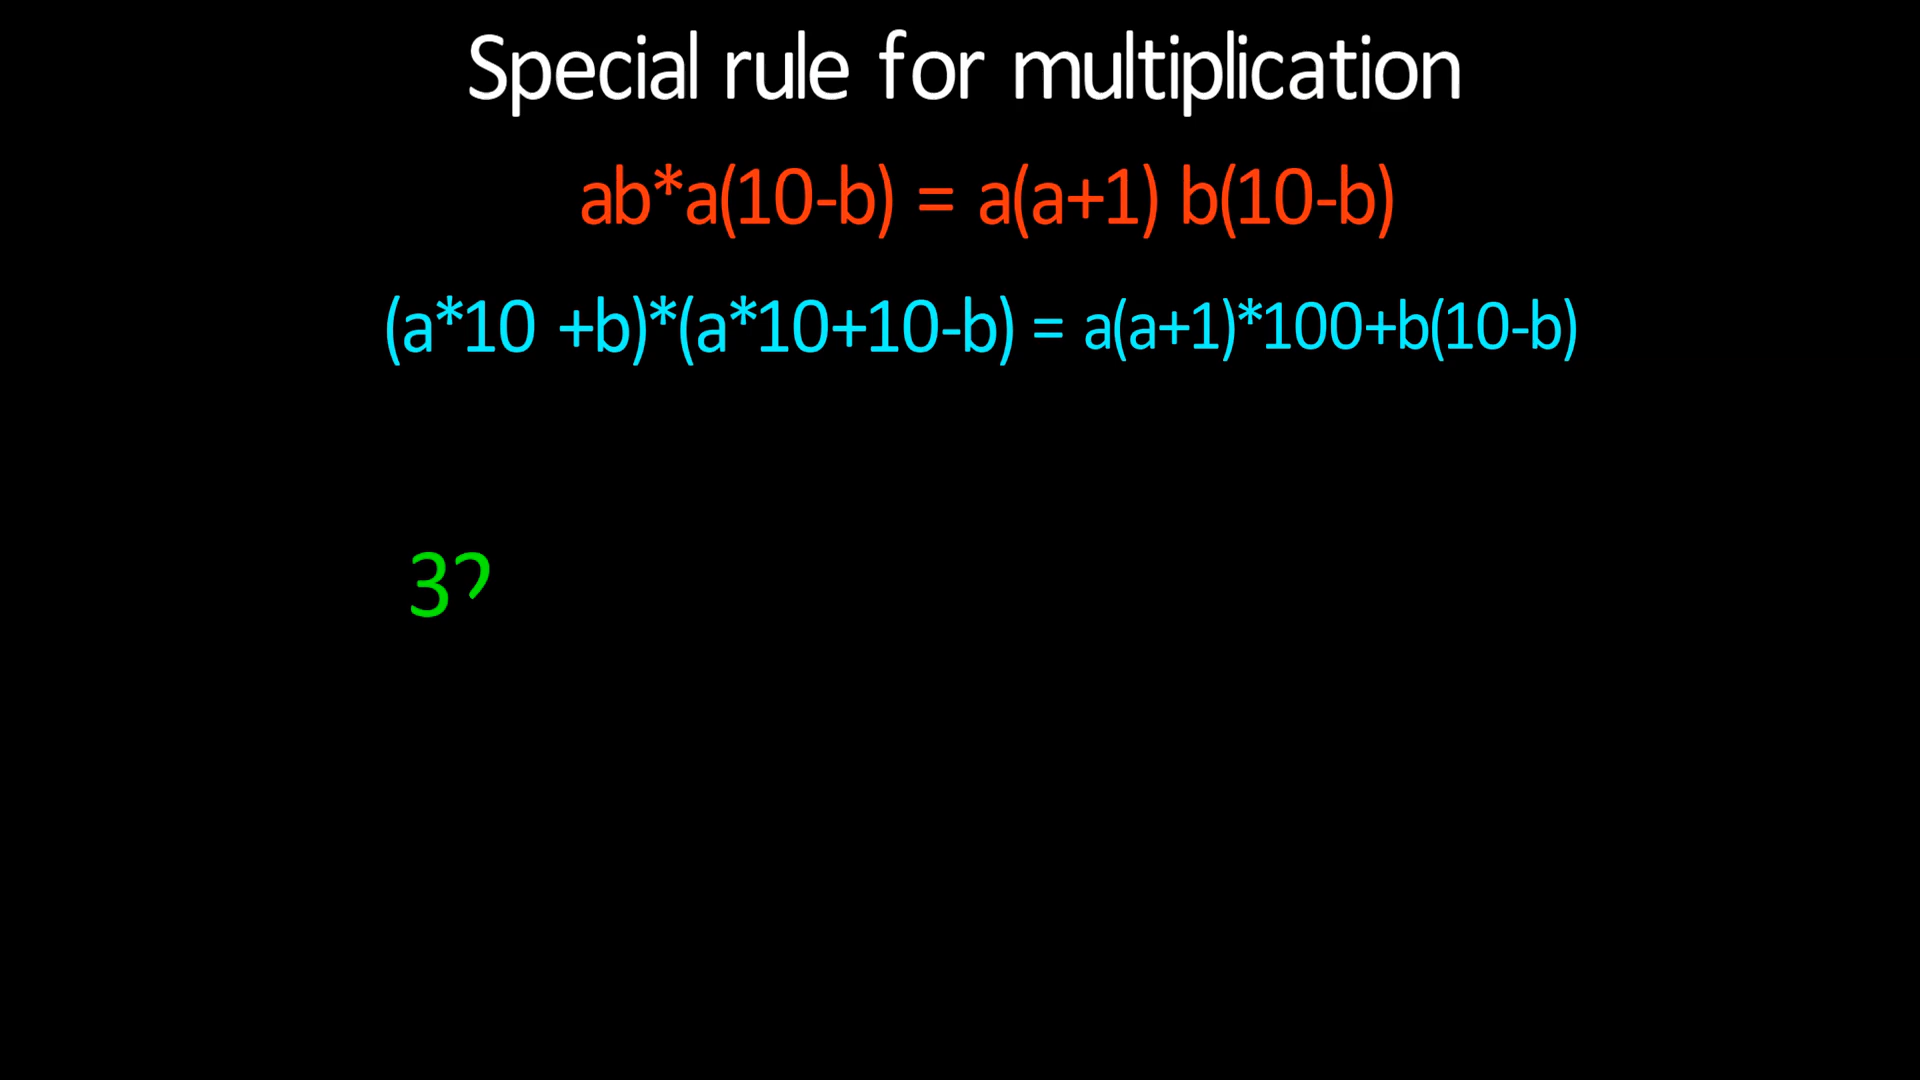 Special rule for multiplication
ab*a(10-b) = a(a+1) b(10-b)
(a*10 +b)*(a*10+10-b) = a(a+1)*100+b(10-b)
3